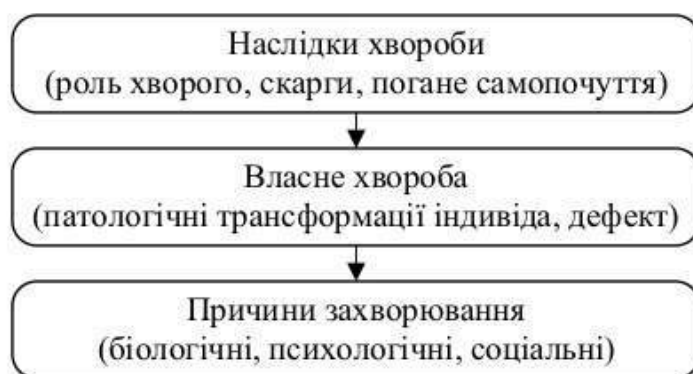 Наслідки хвороби
(роль хворого, скарги, погане самопочуття)
Власне хвороба
(патологічні трансформації індивіда, дефект)
Причини захворювання
(біологічні, психологічні, соціальні)